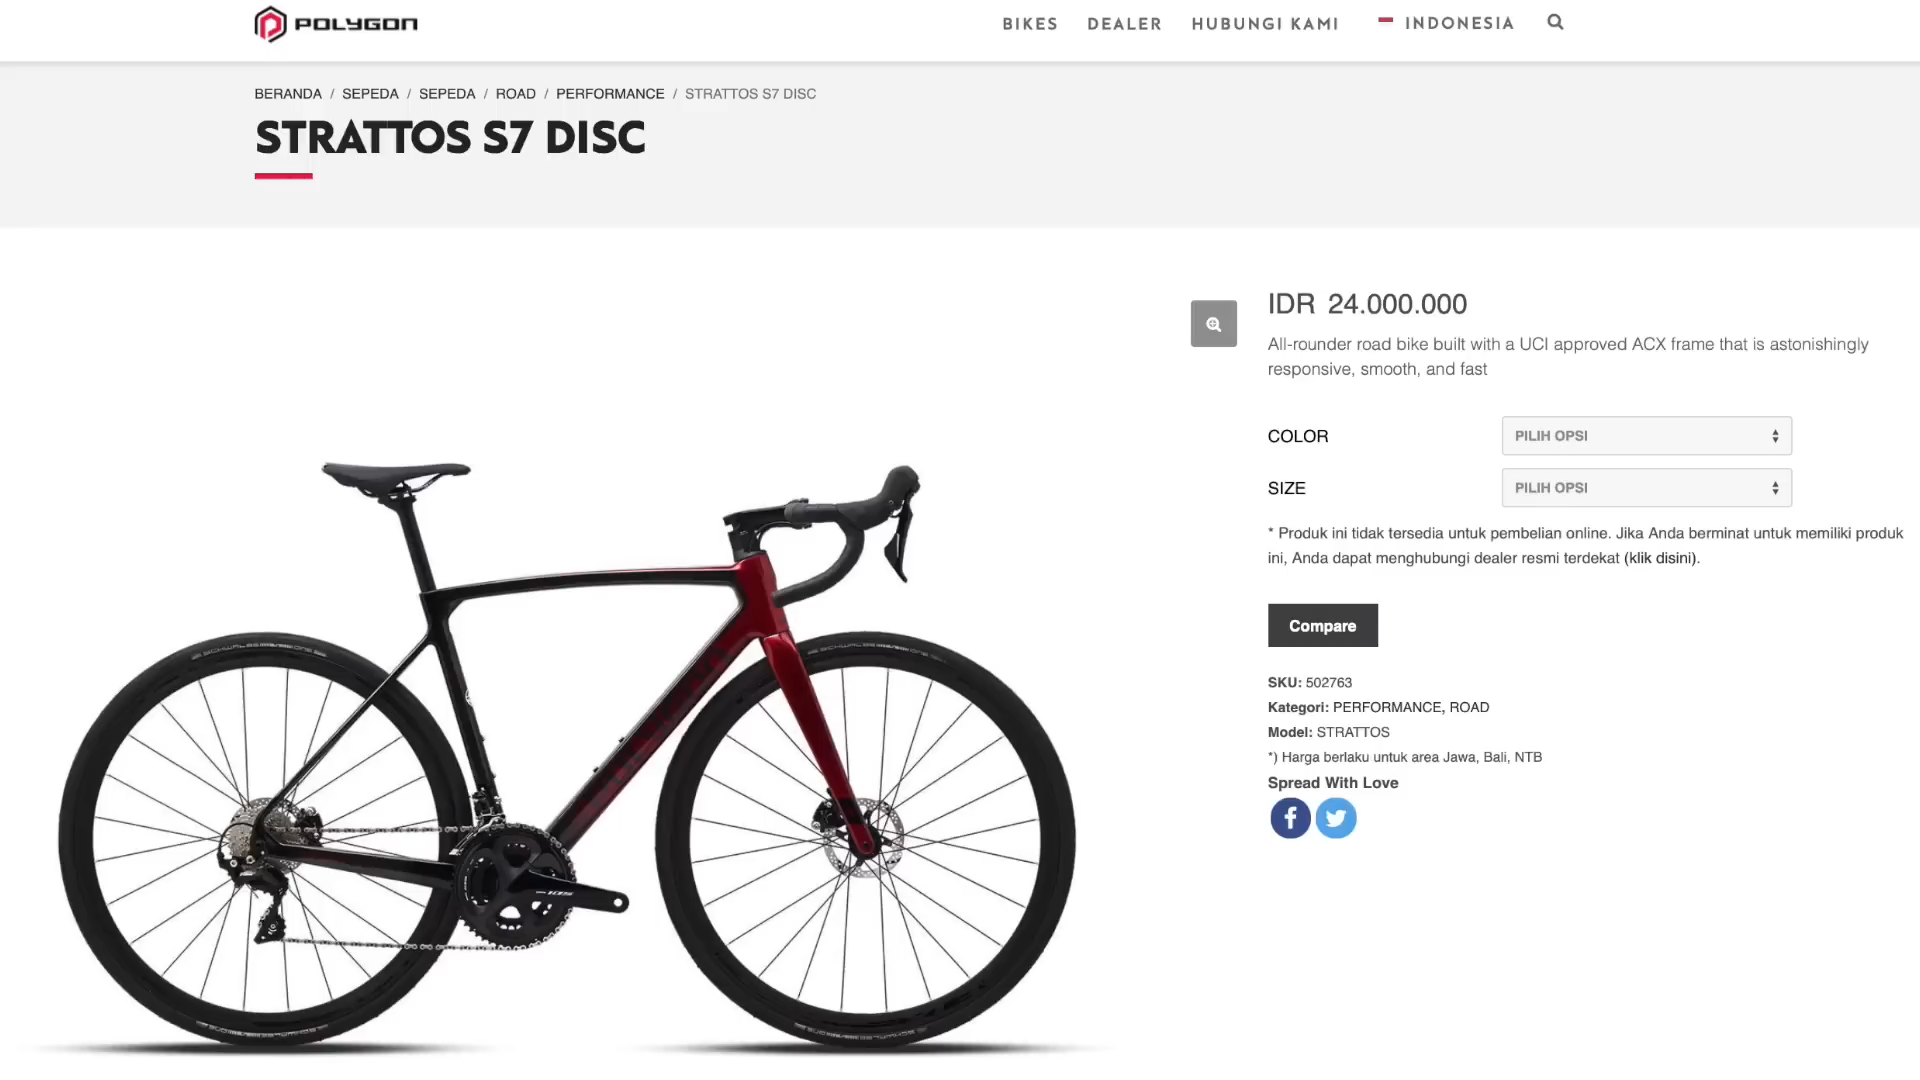 POLYGON
BIKES DEALER HUBUNGI KAMI INDONESIA
BERANDA / SEPEDA / SEPEDA / ROAD / PERFORMANCE / STRATTOS S7 DISC
STRATTOS S7 DISC
IDR 24.000.000
All-rounder road bike built with a UCI approved ACX frame that is astonishingly
responsive, smooth, and fast
COLOR PILIH OPSI
SIZE PILIH OPSI
* Produk ini tidak tersedia untuk pembelian online. Jika Anda berminat untuk memiliki produk
ini, Anda dapat menghubungi dealer resmi terdekat (klik disini).
Compare
SKU: 502763
Kategori: PERFORMANCE, ROAD
Model: STRATTOS
*) Harga berlaku untuk area Jawa, Bali, NTB
Spread With Love
105